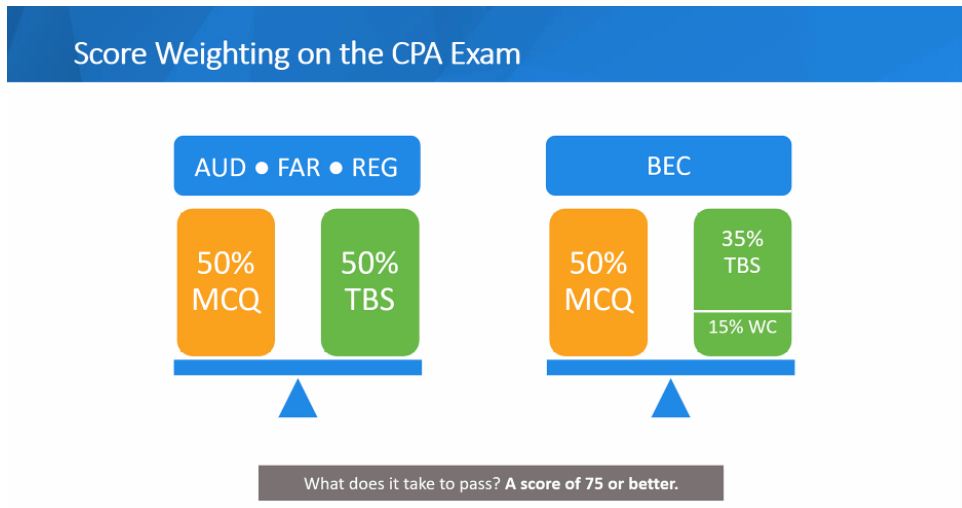 Score Weighting on the CPA Exam
AUD ● FAR ● REG
50%
MCQ
50%
TBS
BEC
50%
MCQ
35%
TBS
15% WC
What does it take to pass? A score of 75 or better.